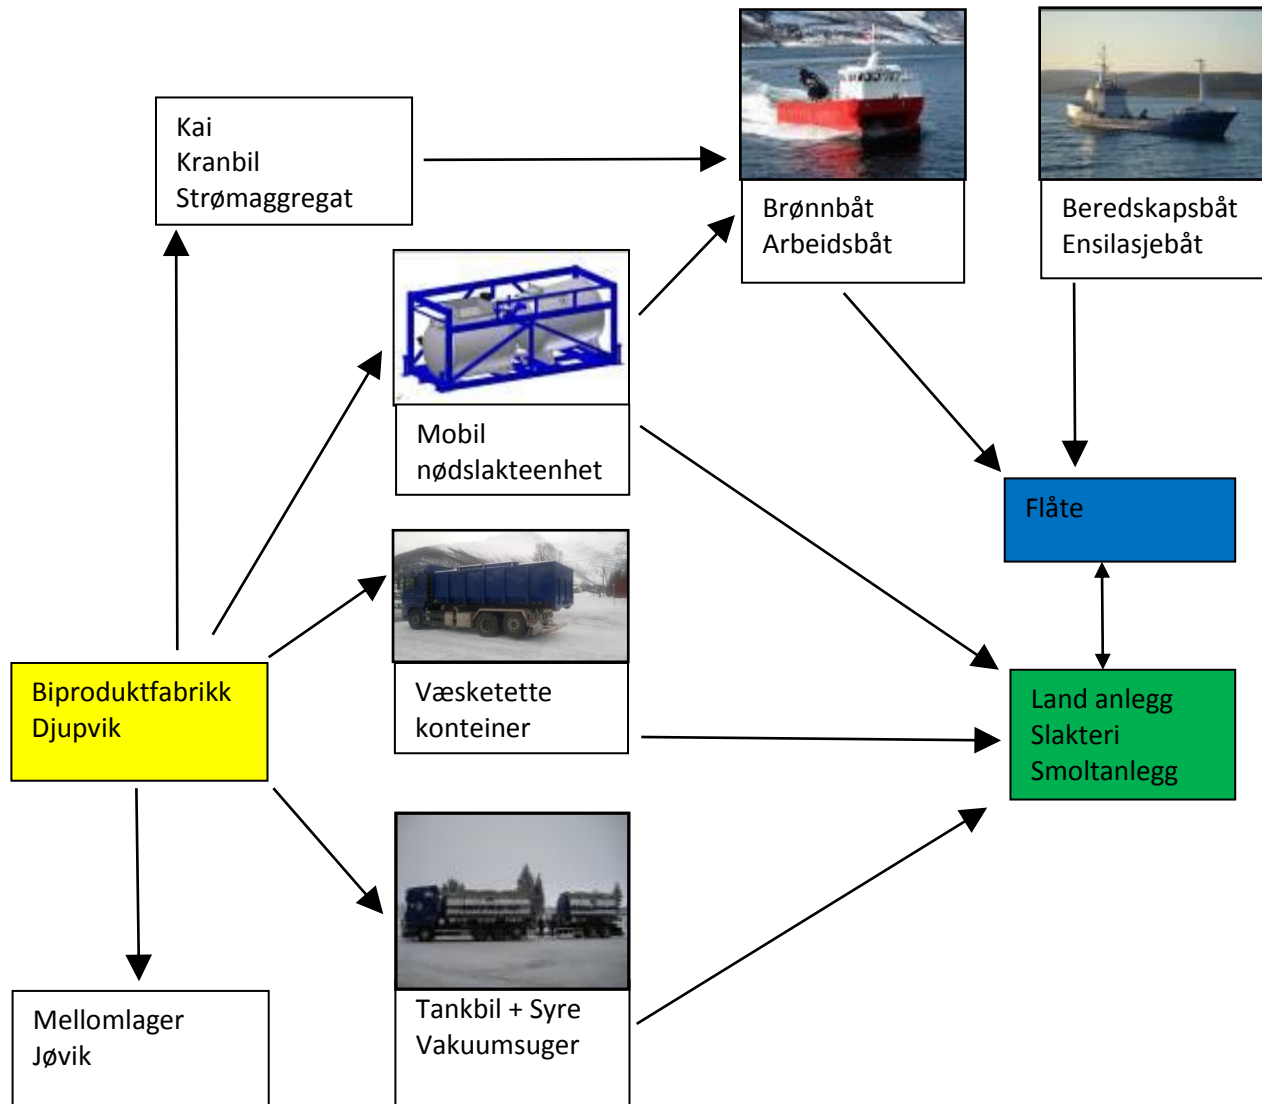 Kai
Kranbil
Strømaggregat
Brønnbåt
Arbeidsbåt
Beredskapsbåt
Ensilasjebåt
Mobil
nødslakteenhet
Flåte
Væsketette
konteiner
Biproduktfabrikk
Djupvik
Land anlegg
Slakteri
Smoltanlegg
Mellomlager
Jøvik
Tankbil + Syre
Vakuumsuger